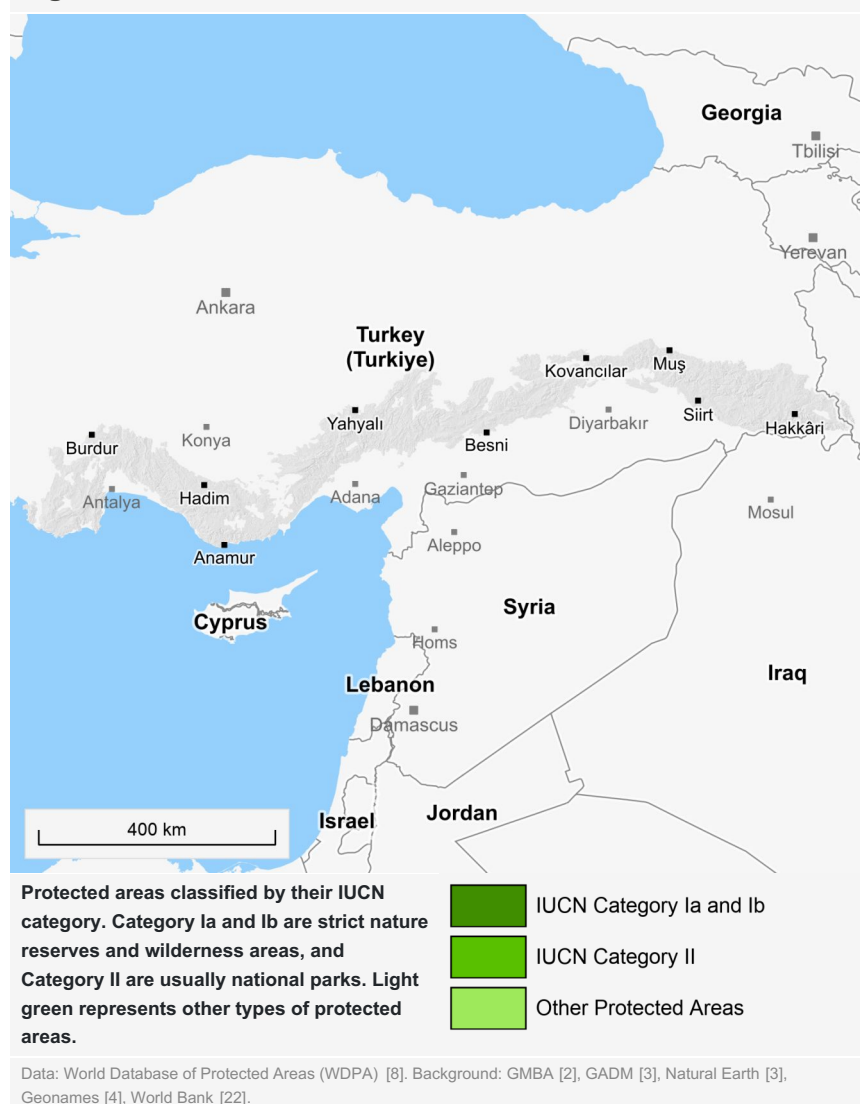 Georgia
Tbilisi
Yerevan
Ankara
Turkey
(Turkiye)
Kovancılar
Muş
Yahyalı
Siirt
Diyarbakır
Hakkâri
Burdur
Konya
Besni
Antalya
Hadim
Adana
Gaziantep
Mosul
Anamur
Aleppo
Cyprus
Syria
Homs
Iraq
Lebanon
Damascus
Israel
Jordan
400 km
Protected areas classified by their IUCN
category. Category Ia and Ib are strict nature
reserves and wilderness areas, and
Category II are usually national parks. Light
green represents other types of protected
areas.
IUCN Category Ia and Ib
IUCN Category II
Other Protected Areas
Data: World Database of Protected Areas (WDPA) [8]. Background: GMBA [2], GADM [3], Natural Earth [3],
Geonames [4], World Bank [22].